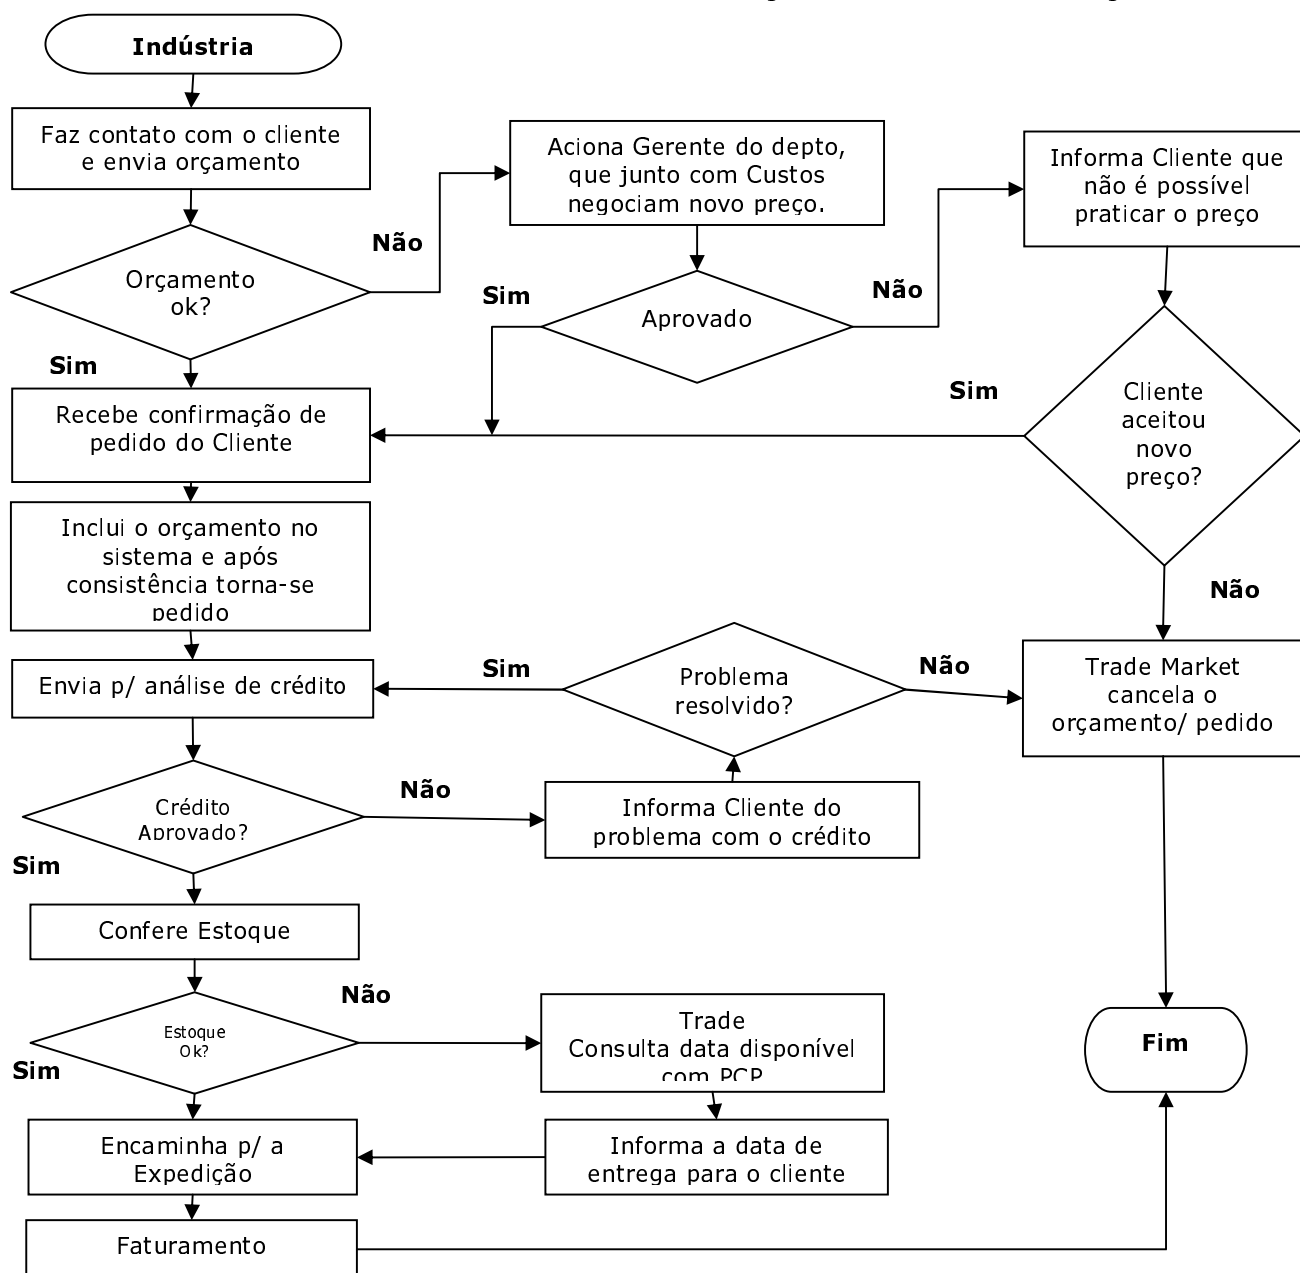 Indústria
Faz contato com o cliente
e envia orçamento
Aciona Gerente do depto,
que junto com Custos
negociam novo preço.
Informa Cliente que
não é possível
praticar o preço
Não
Orçamento
ok?
Sim
Aprovado
Não
Sim
Sim
Cliente
aceitou
novo
preço?
Recebe confirmação de
pedido do Cliente
Inclui o orçamento no
sistema e após
consistência torna-se
pedido
Não
Envia p/ análise de crédito
Sim
Problema
resolvido?
Não
Trade Market
cancela o
orçamento/ pedido
Crédito
Aprovado?
Não
Informa Cliente do
problema com o crédito
Sim
Confere Estoque
Não
Estoque
Ok?
Sim
Trade
Consulta data disponível
com PCP
Fim
Encaminha p/ a
Expedição
Informa a data de
entrega para o cliente
Faturamento